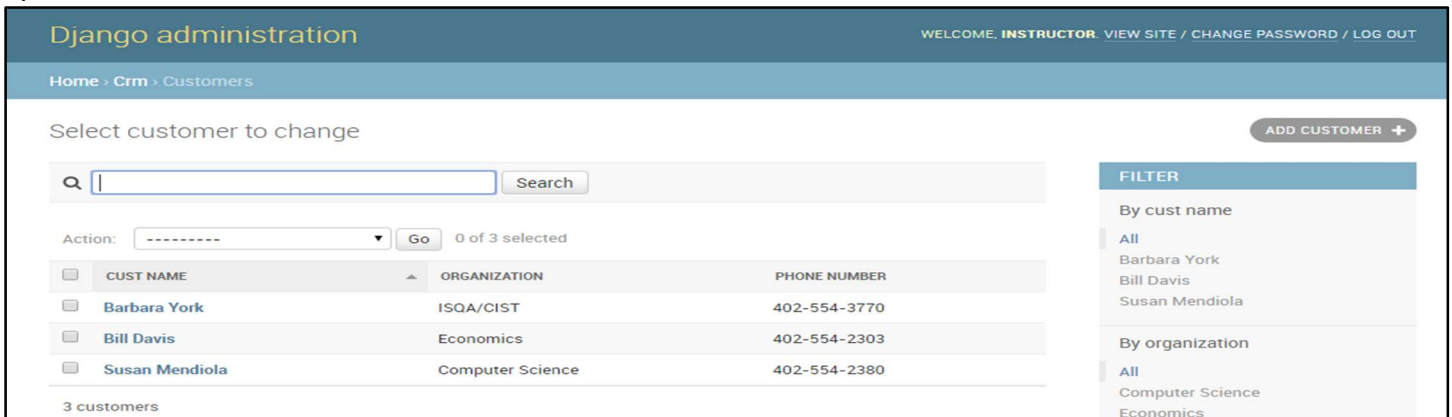 Django administration
WELCOME, INSTRUCTOR. VIEW SITE / CHANGE PASSWORD / LOG OUT
Home › Crm › Customers
Select customer to change
ADD CUSTOMER +
Search
Action: --------- Go 0 of 3 selected
CUST NAME ORGANIZATION PHONE NUMBER
Barbara York ISQA/CIST 402-554-3770
Bill Davis Economics 402-554-2303
Susan Mendiola Computer Science 402-554-2380
3 customers
FILTER
By cust name
All
Barbara York
Bill Davis
Susan Mendiola
By organization
All
Computer Science
Economics